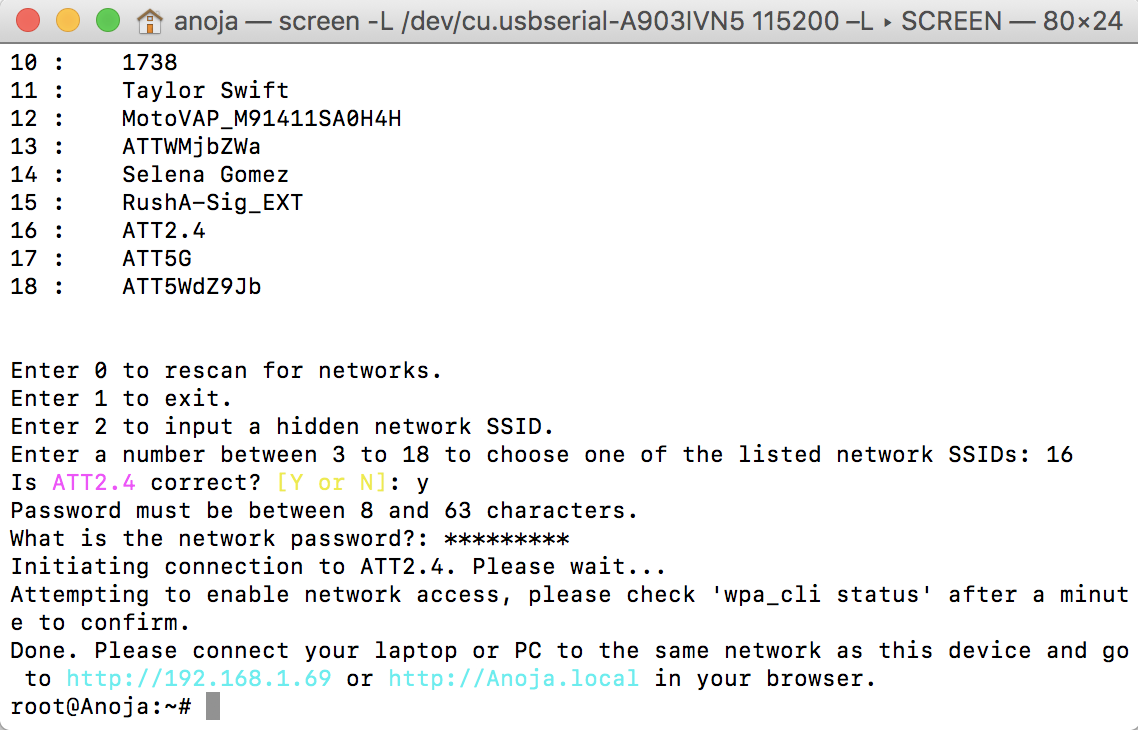 anoja — screen -L /dev/cu.usbserial-A903IVN5 115200 –L ‣ SCREEN — 80×24
10 :    1738
11 :    Taylor Swift
12 :    MotoVAP_M91411SA0H4H
13 :    ATTWMjbZWa
14 :    Selena Gomez
15 :    RushA-Sig_EXT
16 :    ATT2.4
17 :    ATT5G
18 :    ATT5WdZ9Jb
Enter 0 to rescan for networks.
Enter 1 to exit.
Enter 2 to input a hidden network SSID.
Enter a number between 3 to 18 to choose one of the listed network SSIDs: 16
Is ATT2.4 correct? [Y or N]: y
Password must be between 8 and 63 characters.
What is the network password?: *********
Initiating connection to ATT2.4. Please wait...
Attempting to enable network access, please check 'wpa_cli status' after a minut
e to confirm.
Done. Please connect your laptop or PC to the same network as this device and go
 to http://192.168.1.69 or http://Anoja.local in your browser.
root@Anoja:~#